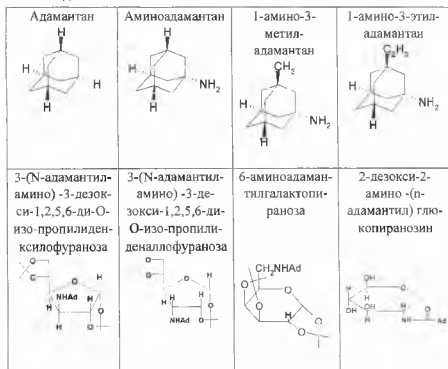 Адамантан
H
H
H
H
Аминоадамантан
H
H
NH2
H
1-амино-3-
метил-
адамантан
CH2
H
NH2
H
1-амино-3-этил-
адамантан
C2H5
H
NH2
H
3-(N-адамантил-
амино) -3-дезок-
си-1,2,5,6-ди-O-
изо-пропилиден-
ксилофураноза
O
O
O
H
NHAd
H
H
O
O
3-(N-адамантил-
амино) -3-де-
зокси-1,2,5,6-ди-
O-изо-пропили-
деналлофураноза
O
O
O
H
H
H
NHAd
O
O
6-аминоадаман-
тилгалактопи-
раноза
CH2NHAd
O
O
O
H
O
O
2-дезокси-2-
амино -(n-
адамантил) глю-
копиранозин
OH
H
O
OH
OH
H
H
N
Ad
H
O